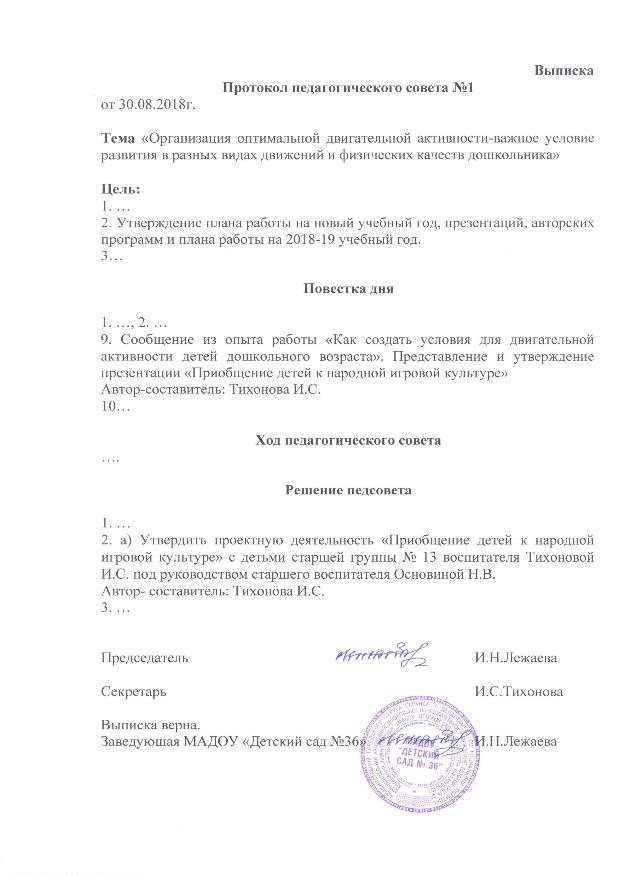 Выписка
Протокол педагогического совета №1
от 30.08.2018г.
Тема «Организация оптимальной двигательной активности-важное условие
развития в разных видах движений и физических качеств дошкольника»
Цель:
1. …
2. Утверждение плана работы на новый учебный год, презентаций, авторских
программ и плана работы на 2018-19 учебный год.
3…
Повестка дня
1. …, 2. …
9. Сообщение из опыта работы «Как создать условия для двигательной
активности детей дошкольного возраста». Представление и утверждение
презентации «Приобщение детей к народной игровой культуре»
Автор-составитель: Тихонова И.С.
10…
Ход педагогического совета
….
Решение педсовета
1. …
2. а) Утвердить проектную деятельность «Приобщение детей к народной
игровой культуре» с детьми старшей группы № 13 воспитателя Тихоновой
И.С. под руководством старшего воспитателя Основиной Н.В.
Автор- составитель: Тихонова И.С.
3. …
Председатель И.Н.Лежаева
Секретарь И.С.Тихонова
Выписка верна.
Заведующая МАДОУ «Детский сад №36» И.Н.Лежаева
МАДОУ
"ДЕТСКИЙ
САД № 36"